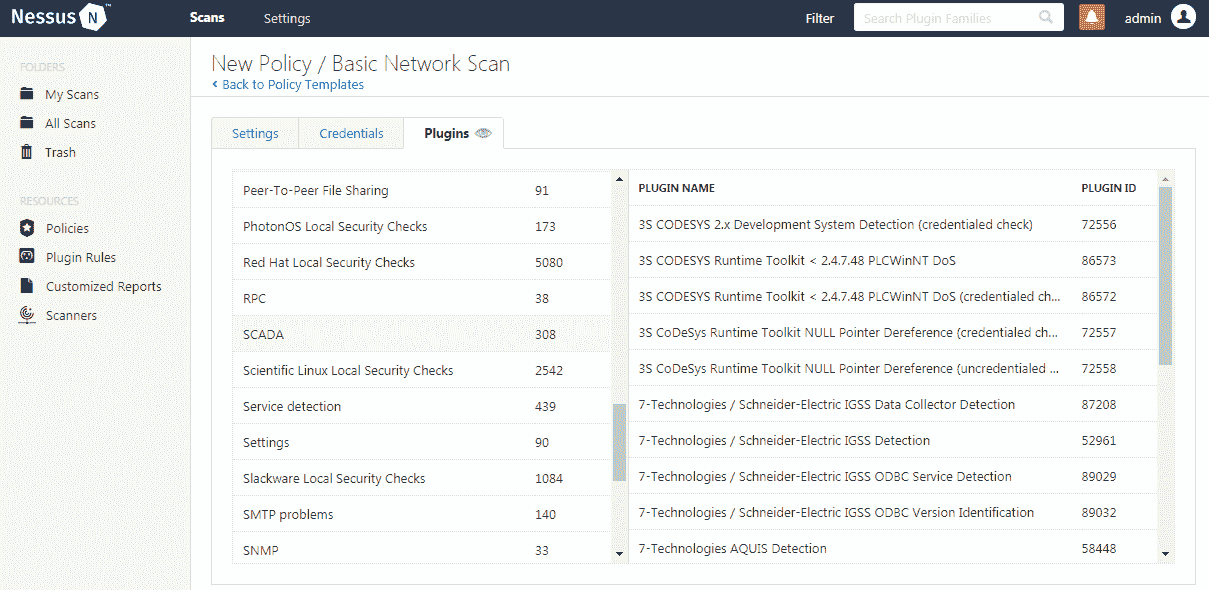 Nessus N ™ Scans Settings Filter Search Plugin Families admin
FOLDERS
My Scans
All Scans
Trash
RESOURCES
Policies
Plugin Rules
Customized Reports
Scanners
New Policy / Basic Network Scan
Back to Policy Templates
Settings Credentials Plugins
Peer-To-Peer File Sharing 91
PhotonOS Local Security Checks 173
Red Hat Local Security Checks 5080
RPC 38
SCADA 308
Scientific Linux Local Security Checks 2542
Service detection 439
Settings 90
Slackware Local Security Checks 1084
SMTP problems 140
SNMP 33
PLUGIN NAME PLUGIN ID
3S CODESYS 2.x Development System Detection (credentialed check) 72556
3S CODESYS Runtime Toolkit < 2.4.7.48 PLCWinNT DoS 86573
3S CODESYS Runtime Toolkit < 2.4.7.48 PLCWinNT DoS (credentialed ch... 86572
3S CoDeSys Runtime Toolkit NULL Pointer Dereference (credentialed ch... 72557
3S CoDeSys Runtime Toolkit NULL Pointer Dereference (uncredentialed ... 72558
7-Technologies / Schneider-Electric IGSS Data Collector Detection 87208
7-Technologies / Schneider-Electric IGSS Detection 52961
7-Technologies / Schneider-Electric IGSS ODBC Service Detection 89029
7-Technologies / Schneider-Electric IGSS ODBC Version Identification 89032
7-Technologies AQUIS Detection 58448